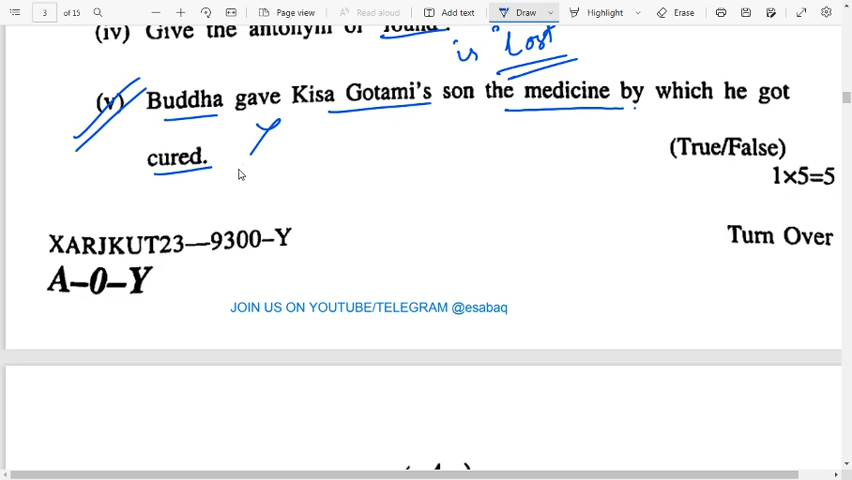 3 of 15 Page view Read aloud Add text Draw Highlight Erase
(iv) Give the antonym of 'found'.
is "Lost
(v) Buddha gave Kisa Gotami's son the medicine by which he got
cured.
(True/False)
1×5=5
XARJKUT23—9300–Y
Turn Over
A–0–Y
JOIN US ON YOUTUBE/TELEGRAM @esabaq